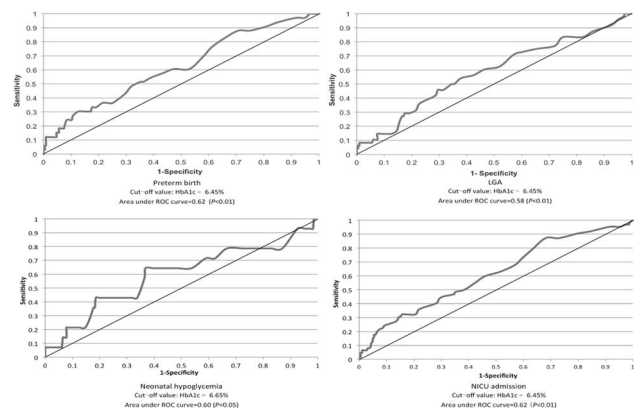 1
0.9
0.8
0.7
0.6
0.5
0.4
0.3
0.2
0.1
0
Sensitivity
0 0.1 0.2 0.3 0.4 0.5 0.6 0.7 0.8 0.9 1
1-Specificity
Preterm birth
Cut-off value: HbA1c = 6.45%
Area under ROC curve=0.62 (P<0.01)
1
0.9
0.8
0.7
0.6
0.5
0.4
0.3
0.2
0.1
0
Sensitivity
0 0.1 0.2 0.3 0.4 0.5 0.6 0.7 0.8 0.9 1
1- Specificity
LGA
Cut-off value: HbA1c = 6.45%
Area under ROC curve=0.58 (P<0.01)
1
0.9
0.8
0.7
0.6
0.5
0.4
0.3
0.2
0.1
0
Sensitivity
0 0.1 0.2 0.3 0.4 0.5 0.6 0.7 0.8 0.9 1
1-Specificity
Neonatal hypoglycemia
Cut-off value: HbA1c = 6.65%
Area under ROC curve=0.60 (P<0.05)
1
0.9
0.8
0.7
0.6
0.5
0.4
0.3
0.2
0.1
0
Sensitivity
0 0.1 0.2 0.3 0.4 0.5 0.6 0.7 0.8 0.9 1
1-Specificity
NICU admission
Cut-off value: HbA1c = 6.45%
Area under ROC curve=0.62 (P<0.01)